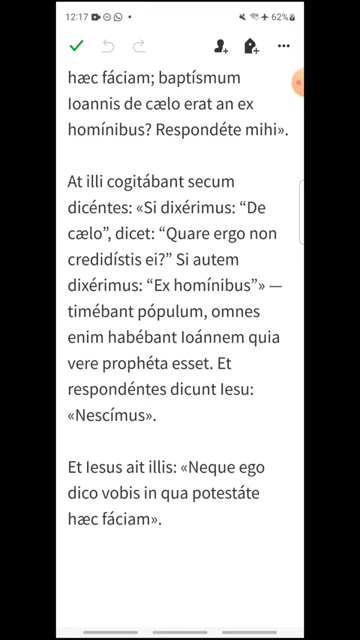 12:17
62%
hæc fáciam; baptísmum
Ioannis de cælo erat an ex
homínibus? Respondéte mihi».
At illi cogitábant secum
dicéntes: «Si dixérimus: “De
cælo”, dicet: “Quare ergo non
credidístis ei?” Si autem
dixérimus: “Ex homínibus”» —
timébant pópulum, omnes
enim habébant Ioánnem quia
vere prophéta esset. Et
respondéntes dicunt Iesu:
«Nescímus».
Et Iesus ait illis: «Neque ego
dico vobis in qua potestáte
hæc fáciam».